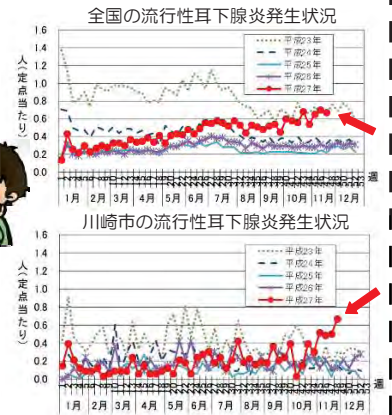 全国の流行性耳下腺炎発生状況
人(定点当たり)
1.6
1.4
1.2
1.0
0.8
0.6
0.4
0.2
0.0
平成23年
平成24年
平成25年
平成26年
平成27年
週
1月 2月 3月 4月 5月 6月 7月 8月 9月 10月 11月 12月
川崎市の流行性耳下腺炎発生状況
人(定点当たり)
1.6
1.4
1.2
1.0
0.8
0.6
0.4
0.2
0.0
平成23年
平成24年
平成25年
平成26年
平成27年
週
1月 2月 3月 4月 5月 6月 7月 8月 9月 10月 11月 12月